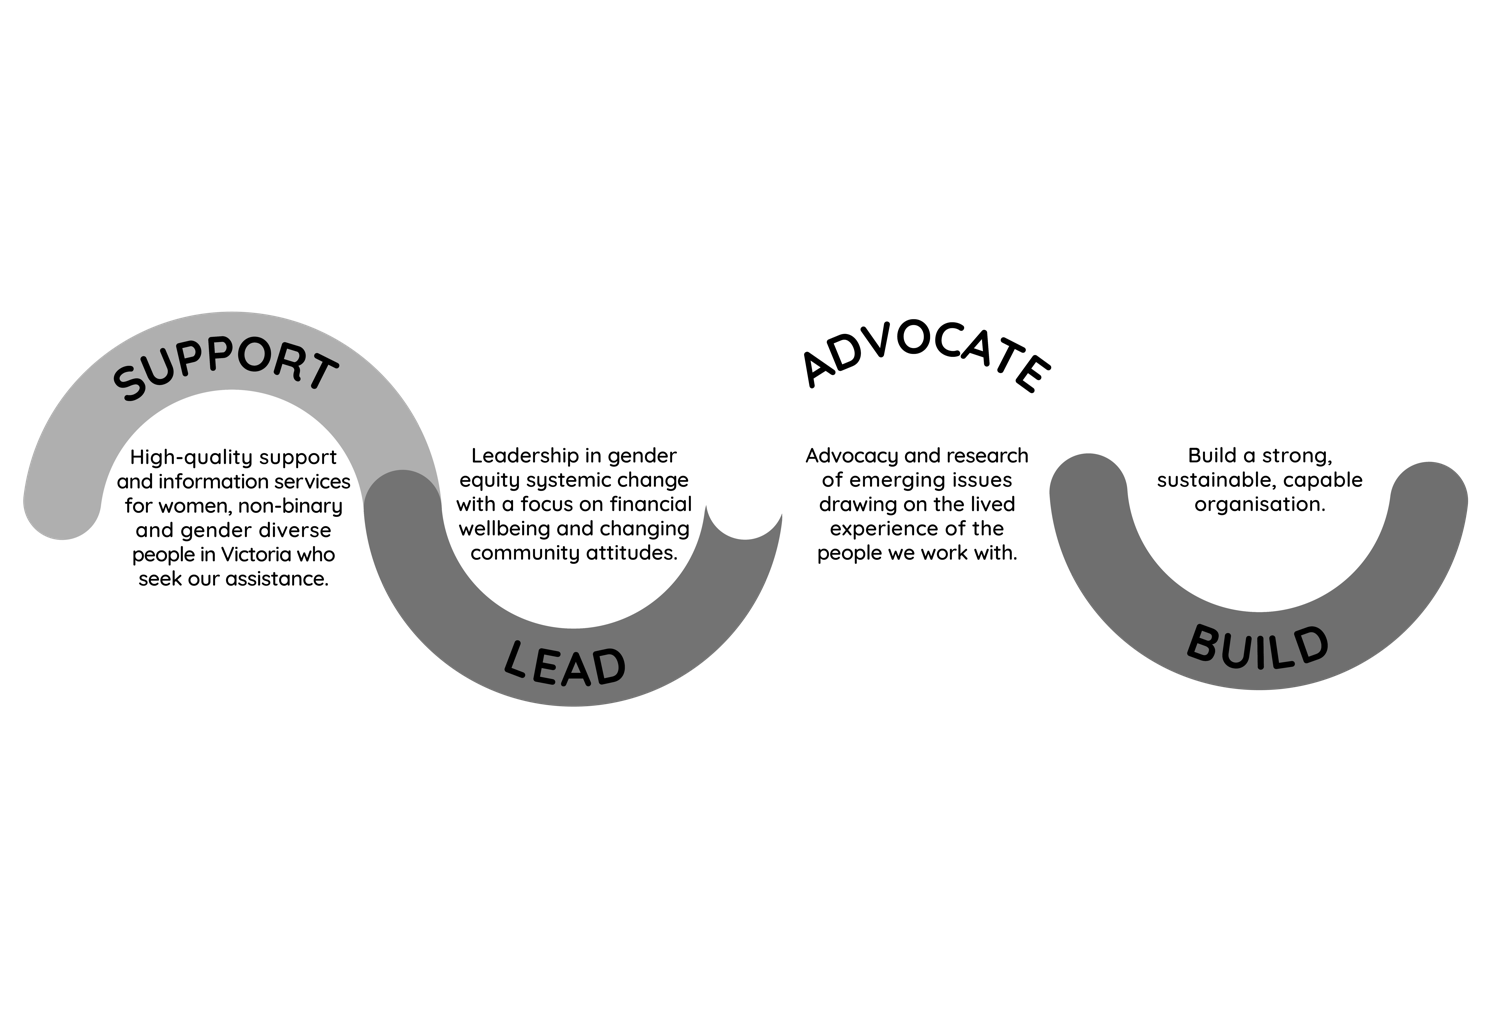 SUPPORT
High-quality support
and information services
for women, non-binary
and gender diverse
people in Victoria who
seek our assistance.
Leadership in gender
equity systemic change
with a focus on financial
wellbeing and changing
community attitudes.
LEAD
ADVOCATE
Advocacy and research
of emerging issues
drawing on the lived
experience of the
people we work with.
Build a strong,
sustainable, capable
organisation.
BUILD